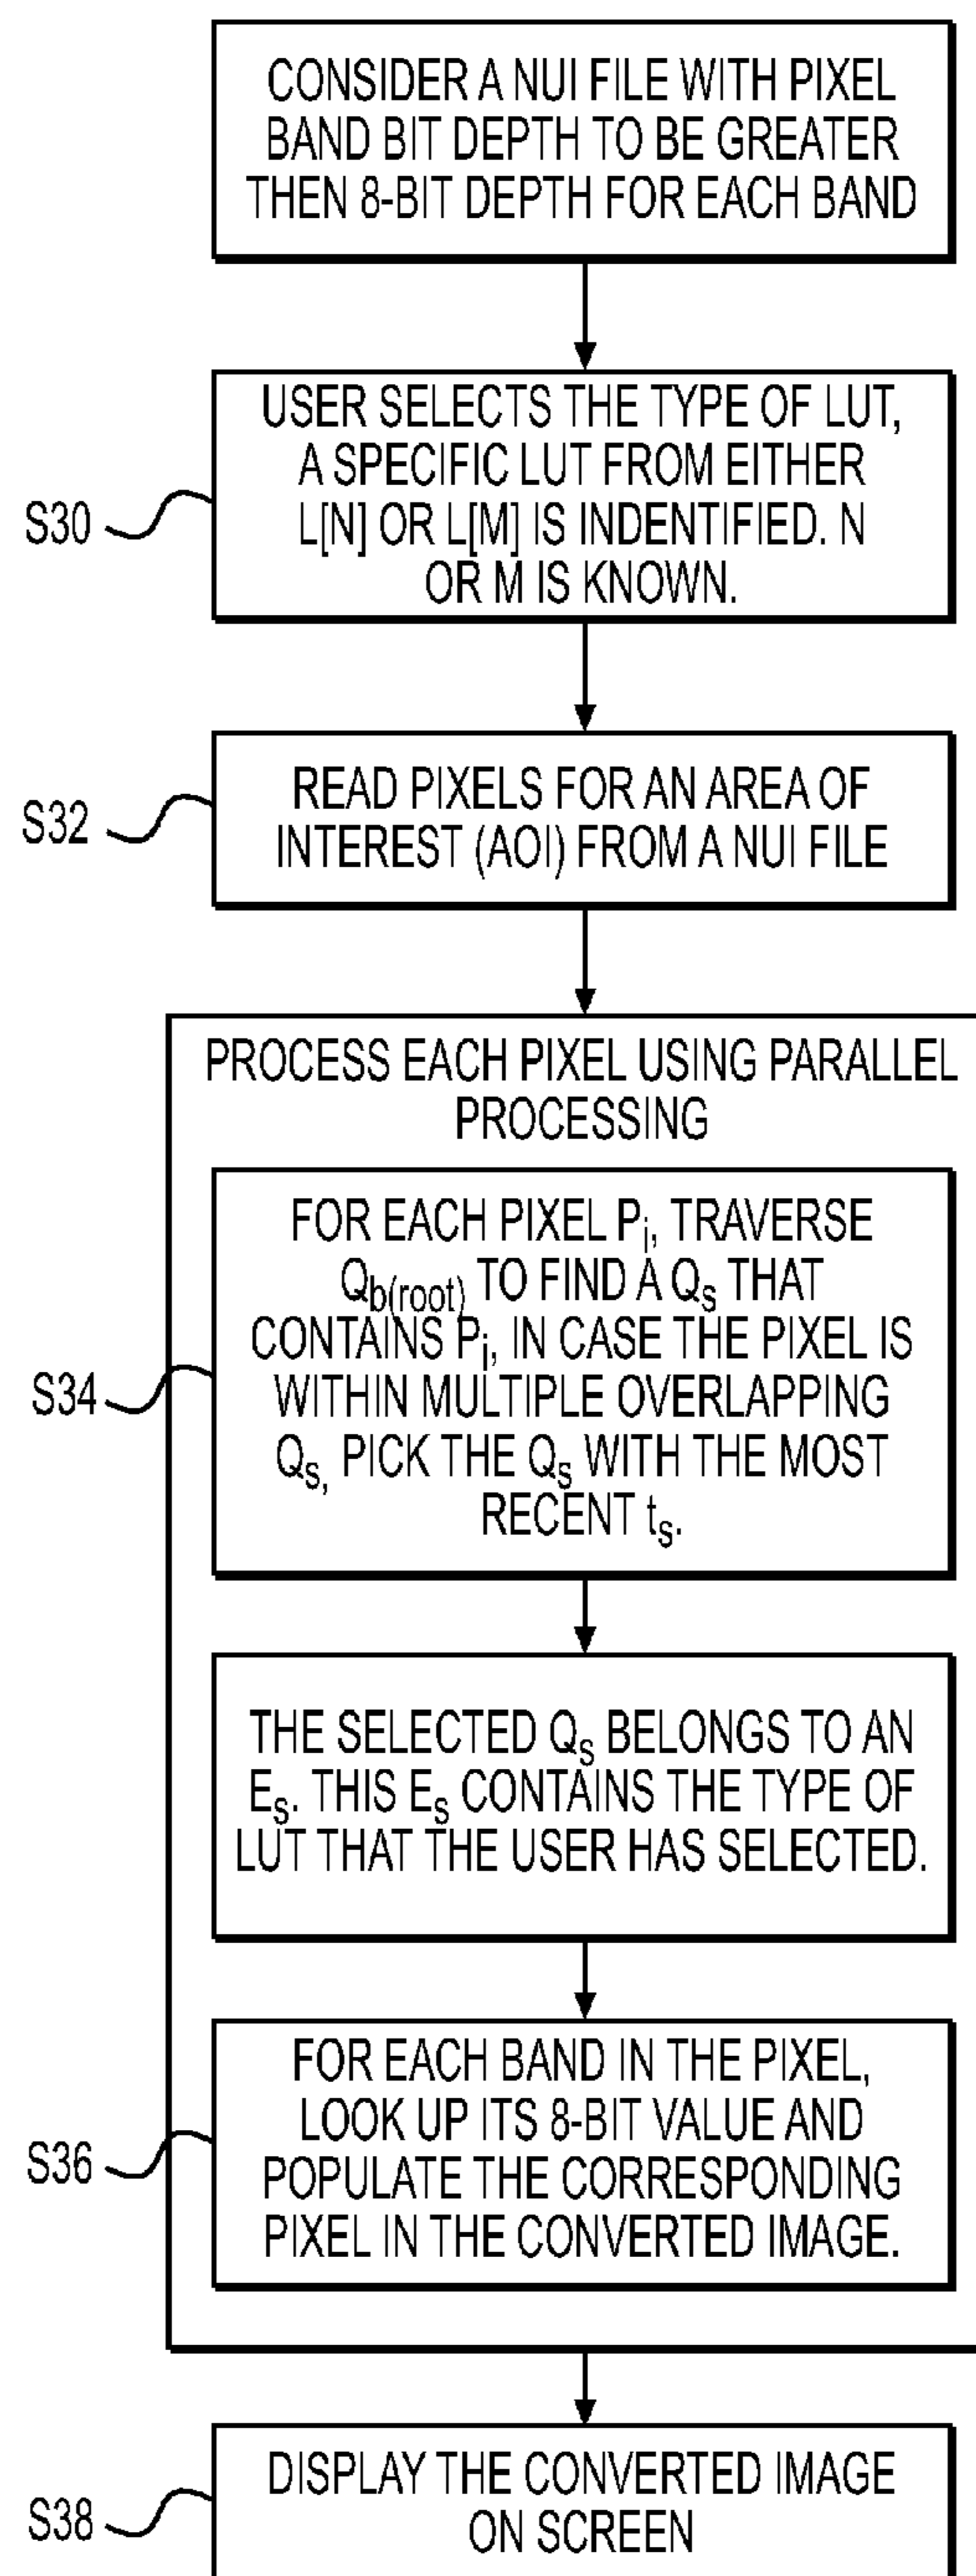 CONSIDER A NUI FILE WITH PIXEL
BAND BIT DEPTH TO BE GREATER
THEN 8-BIT DEPTH FOR EACH BAND
S30
USER SELECTS THE TYPE OF LUT,
A SPECIFIC LUT FROM EITHER
L[N] OR L[M] IS INDENTIFIED. N
OR M IS KNOWN.
S32
READ PIXELS FOR AN AREA OF
INTEREST (AOI) FROM A NUI FILE
PROCESS EACH PIXEL USING PARALLEL
PROCESSING
S34
FOR EACH PIXEL Pi, TRAVERSE
Qb(root) TO FIND A Qs THAT
CONTAINS Pi, IN CASE THE PIXEL IS
WITHIN MULTIPLE OVERLAPPING
Qs, PICK THE Qs WITH THE MOST
RECENT ts.
THE SELECTED Qs BELONGS TO AN
Es. THIS Es CONTAINS THE TYPE OF
LUT THAT THE USER HAS SELECTED.
S36
FOR EACH BAND IN THE PIXEL,
LOOK UP ITS 8-BIT VALUE AND
POPULATE THE CORRESPONDING
PIXEL IN THE CONVERTED IMAGE.
S38
DISPLAY THE CONVERTED IMAGE
ON SCREEN